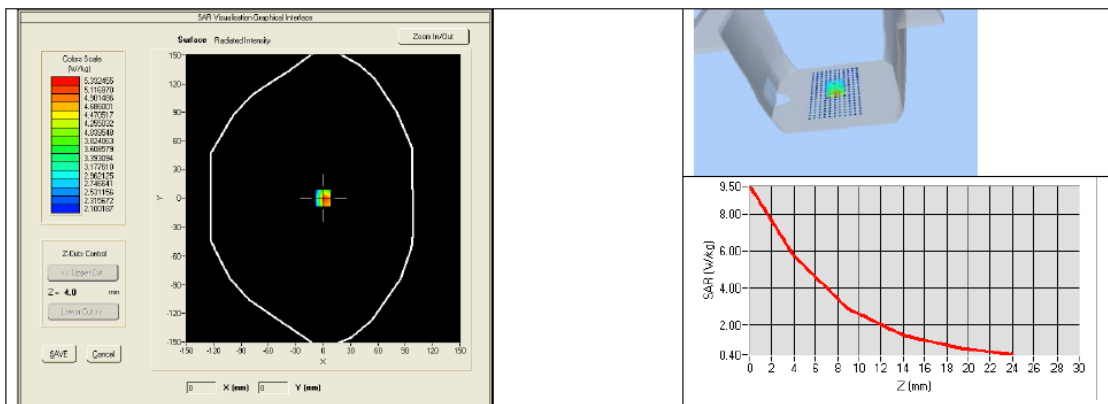 SAR Visualisation Graphical Interface
Surface Radiated Intensity
Zoom In/Out
Colors Scale
(W/kg)
5.332455
5.116970
4.901486
4.686001
4.470517
4.255032
4.039548
3.824063
3.608579
3.393094
3.177610
2.962125
2.746641
2.531156
2.315672
2.100187
Z-Cuts Control
<< Upper Cut
Z = 4.0 mm
Lower Cut >>
SAVE Cancel
150
120
90
60
30
0
-30
-60
-90
-120
-150
Y
-150 -120 -90 -60 -30 0 30 60 90 120 150
X
0 X (mm) 0 Y (mm)
9.50
8.00
6.00
4.00
2.00
0.40
SAR (W/kg)
0 2 4 6 8 10 12 14 16 18 20 22 24 26 28 30
Z (mm)